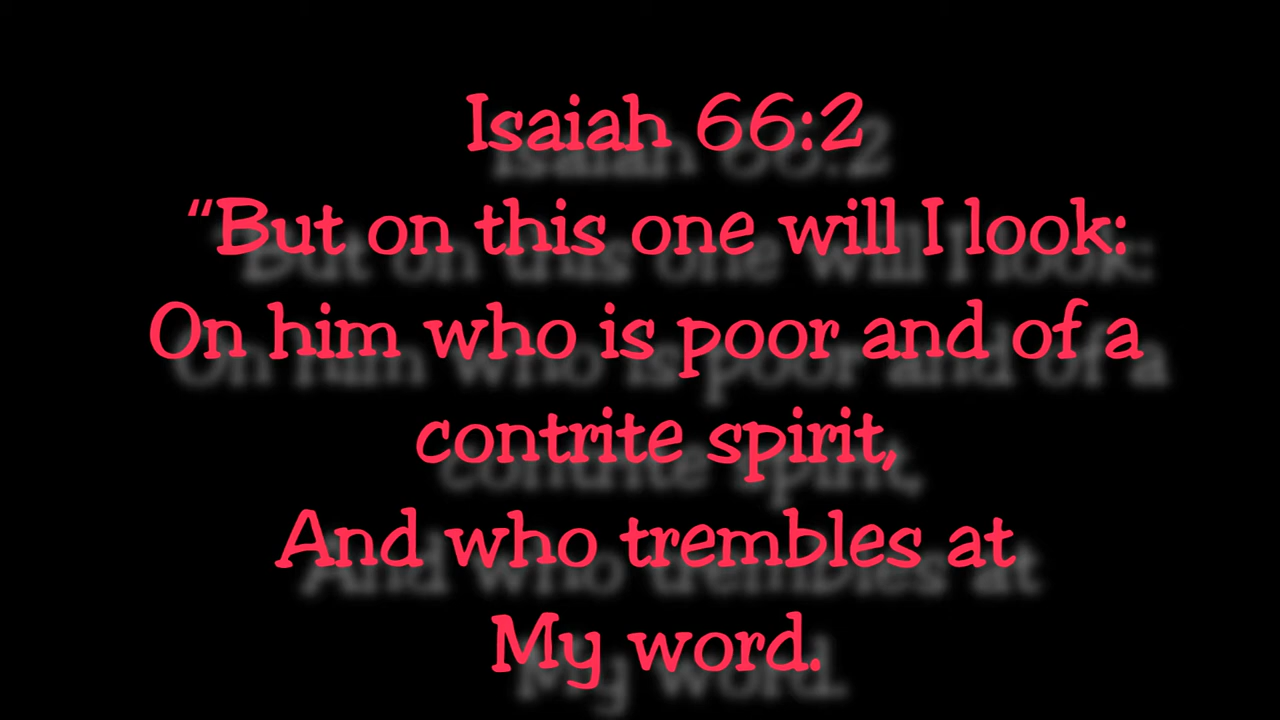 Isaiah 66:2
“But on this one will I look:
On him who is poor and of a
contrite spirit,
And who trembles at
My word.